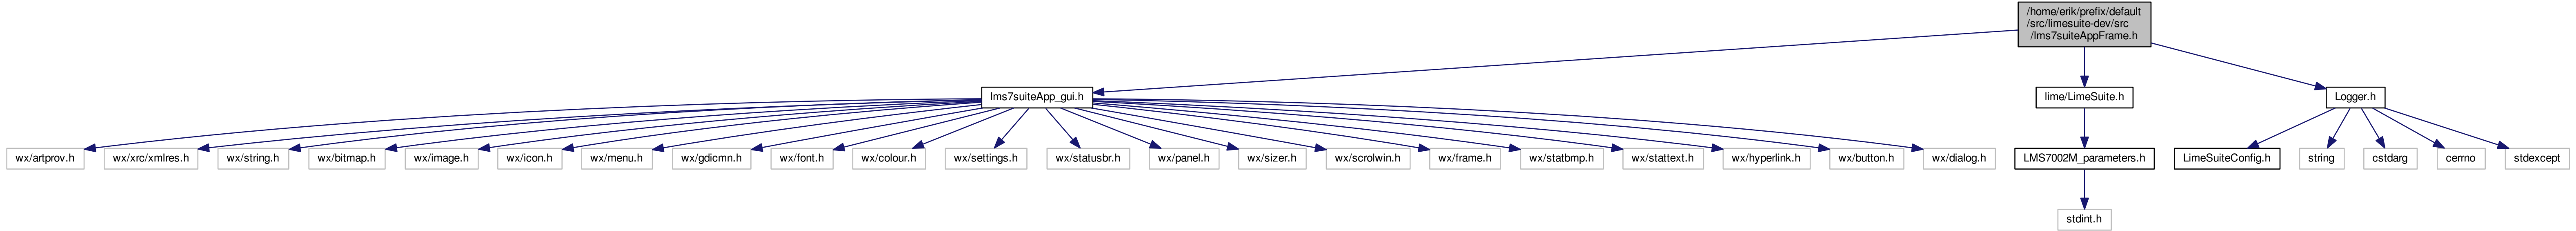 /home/erik/prefix/default
/src/limesuite-dev/src
/lms7suiteAppFrame.h
lms7suiteApp_gui.h
lime/LimeSuite.h
Logger.h
wx/artprov.h
wx/xrc/xmlres.h
wx/string.h
wx/bitmap.h
wx/image.h
wx/icon.h
wx/menu.h
wx/gdicmn.h
wx/font.h
wx/colour.h
wx/settings.h
wx/statusbr.h
wx/panel.h
wx/sizer.h
wx/scrolwin.h
wx/frame.h
wx/statbmp.h
wx/stattext.h
wx/hyperlink.h
wx/button.h
wx/dialog.h
LMS7002M_parameters.h
LimeSuiteConfig.h
string
cstdarg
cerrno
stdexcept
stdint.h